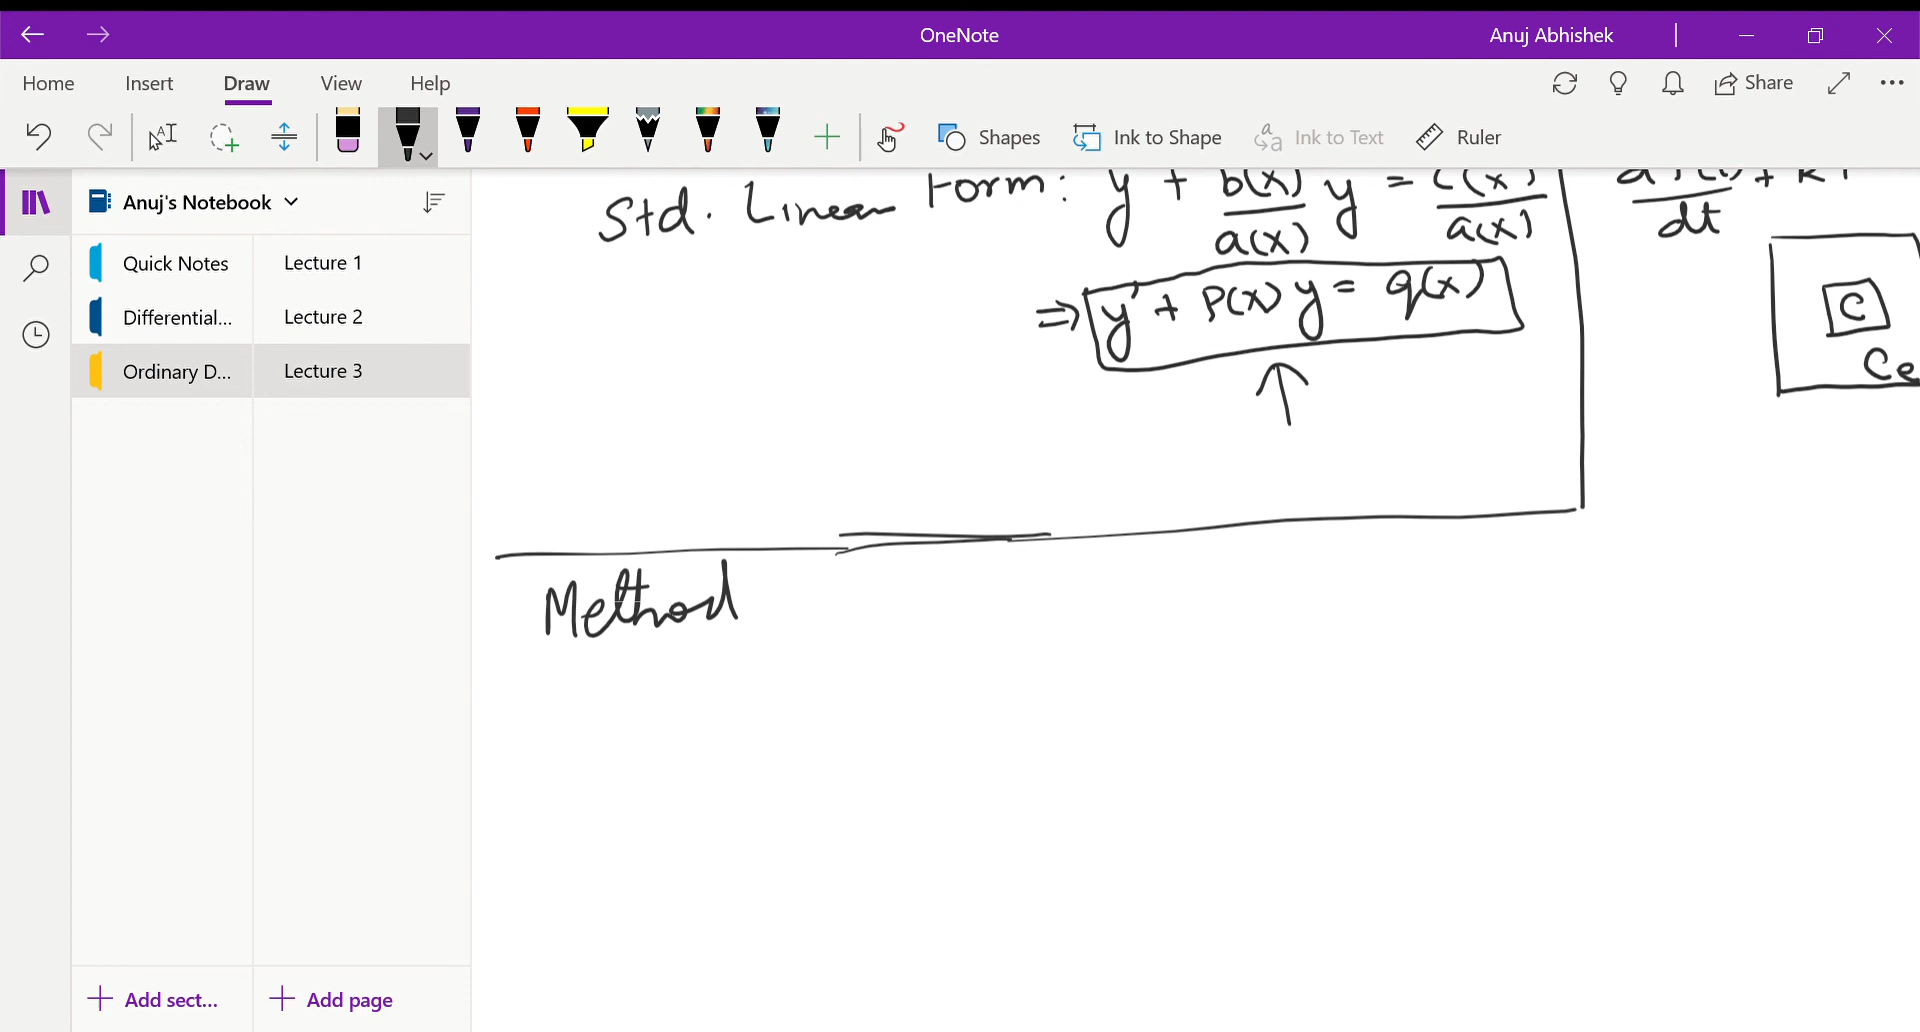 OneNote
Anuj Abhishek
Home Insert Draw View Help
Share
Shapes Ink to Shape Ink to Text Ruler
Anuj's Notebook
Quick Notes
Differential...
Ordinary D...
Lecture 1
Lecture 2
Lecture 3
Add sect...
Add page
Std. Linear Form: y + b(x)/a(x) y = c(x)/a(x)
⇒ y' + P(x) y = q(x)
dt
C
Ce
Method